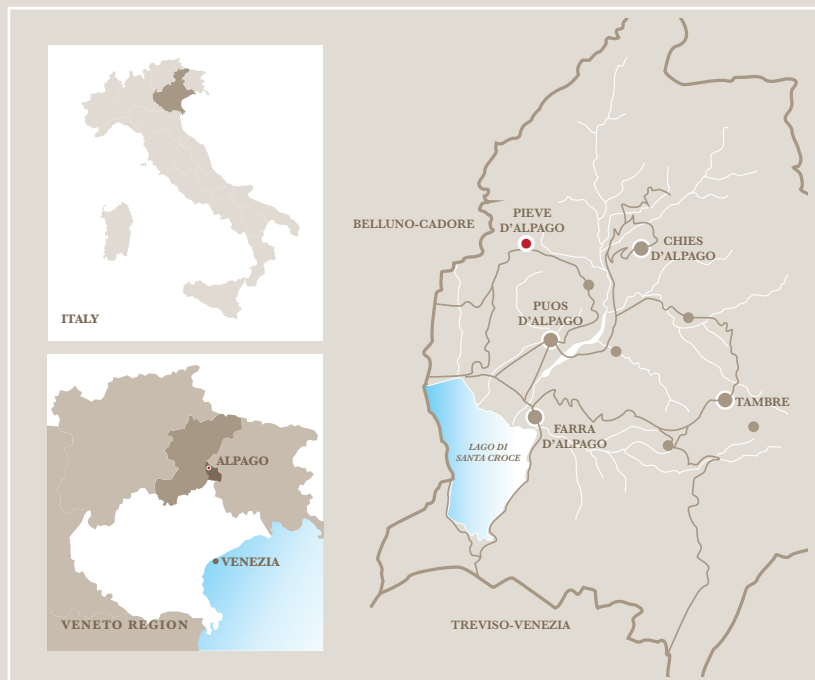 ITALY
ALPAGO
VENEZIA
VENETO REGION
BELLUNO-CADORE
PIEVE
D'ALPAGO
CHIES
D'ALPAGO
PUOS
D'ALPAGO
TAMBRE
FARRA
D'ALPAGO
LAGO DI
SANTA CROCE
TREVISO-VENEZIA